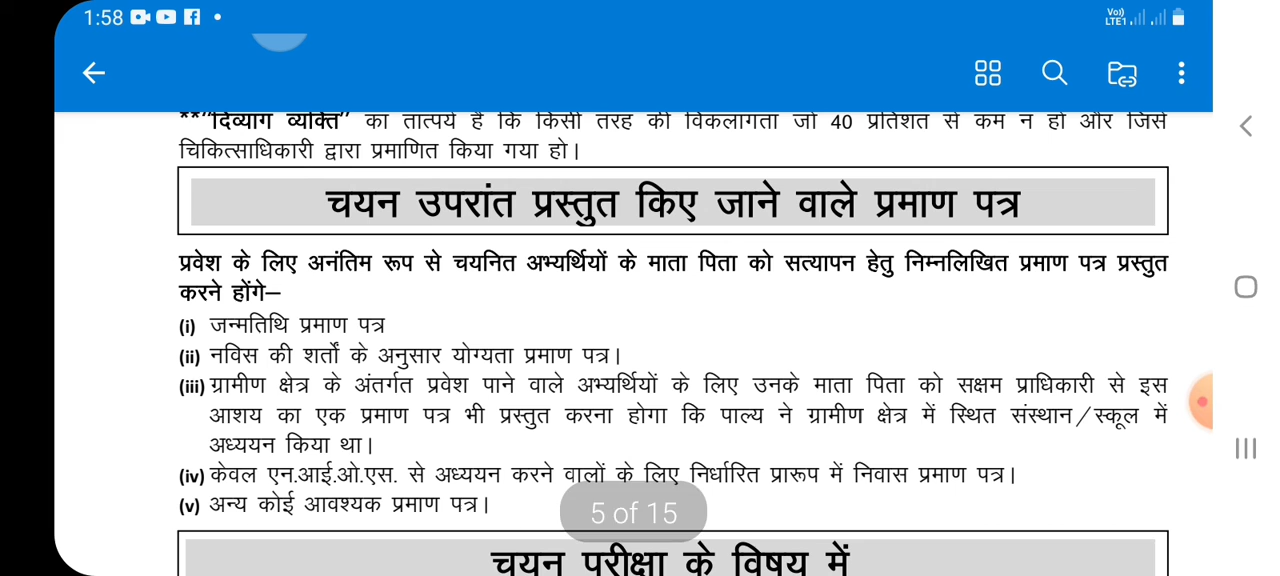 1:58
Vo)) LTE1
**"दिव्यांग व्यक्ति" का तात्पर्य है कि किसी तरह की विकलांगता जो 40 प्रतिशत से कम न हो और जिसे
चिकित्साधिकारी द्वारा प्रमाणित किया गया हो।
चयन उपरांत प्रस्तुत किए जाने वाले प्रमाण पत्र
प्रवेश के लिए अनंतिम रूप से चयनित अभ्यर्थियों के माता पिता को सत्यापन हेतु निम्नलिखित प्रमाण पत्र प्रस्तुत
करने होंगे–
(i) जन्मतिथि प्रमाण पत्र
(ii) नविस की शर्तों के अनुसार योग्यता प्रमाण पत्र।
(iii) ग्रामीण क्षेत्र के अंतर्गत प्रवेश पाने वाले अभ्यर्थियों के लिए उनके माता पिता को सक्षम प्राधिकारी से इस
आशय का एक प्रमाण पत्र भी प्रस्तुत करना होगा कि पाल्य ने ग्रामीण क्षेत्र में स्थित संस्थान/स्कूल में
अध्ययन किया था।
(iv) केवल एन.आई.ओ.एस. से अध्ययन करने वालों के लिए निर्धारित प्रारूप में निवास प्रमाण पत्र।
(v) अन्य कोई आवश्यक प्रमाण पत्र।
5 of 15
चयन परीक्षा के विषय में